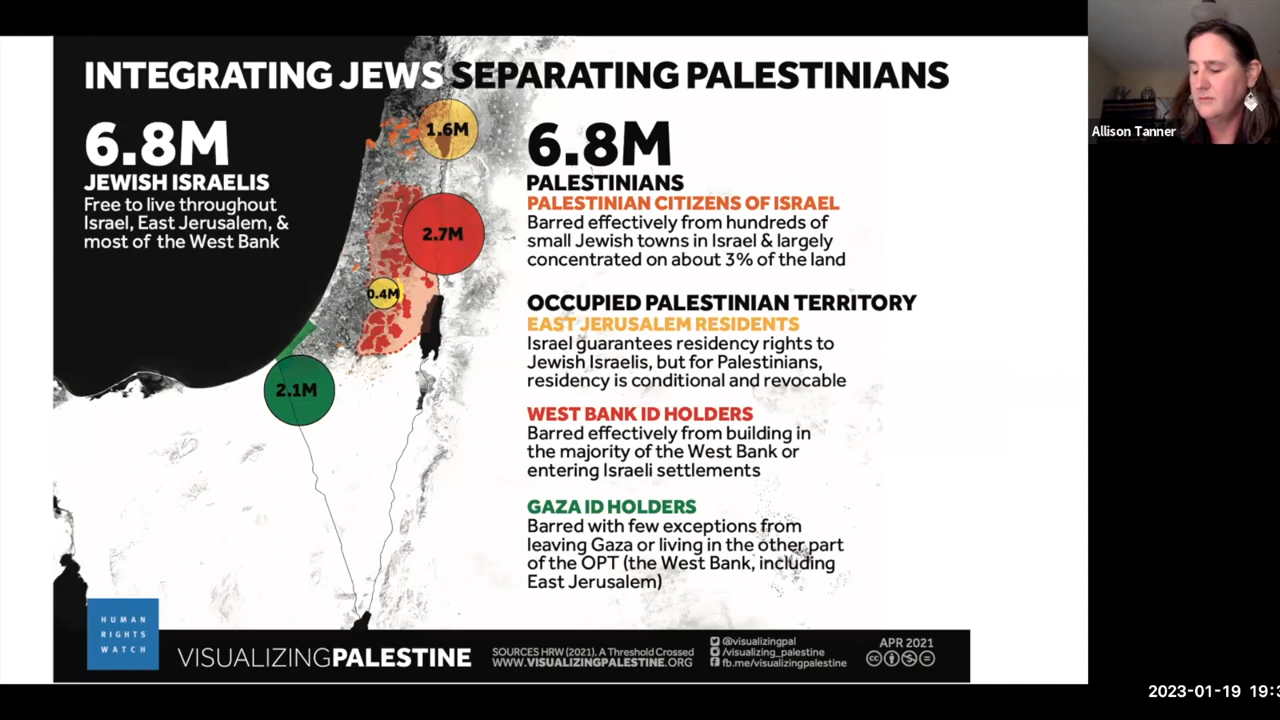 INTEGRATING JEWS SEPARATING PALESTINIANS
6.8M
JEWISH ISRAELIS
Free to live throughout
Israel, East Jerusalem, &
most of the West Bank
1.6M
2.7M
0.4M
2.1M
6.8M
PALESTINIANS
PALESTINIAN CITIZENS OF ISRAEL
Barred effectively from hundreds of
small Jewish towns in Israel & largely
concentrated on about 3% of the land
OCCUPIED PALESTINIAN TERRITORY
EAST JERUSALEM RESIDENTS
Israel guarantees residency rights to
Jewish Israelis, but for Palestinians,
residency is conditional and revocable
WEST BANK ID HOLDERS
Barred effectively from building in
the majority of the West Bank or
entering Israeli settlements
GAZA ID HOLDERS
Barred with few exceptions from
leaving Gaza or living in the other part
of the OPT (the West Bank, including
East Jerusalem)
HUMAN
RIGHTS
WATCH
VISUALIZINGPALESTINE
SOURCES HRW (2021). A Threshold Crossed
WWW.VISUALIZINGPALESTINE.ORG
@visualizingpal
/visualizing_palestine
fb.me/visualizingpalestine
APR 2021
Allison Tanner
2023-01-19 19:3